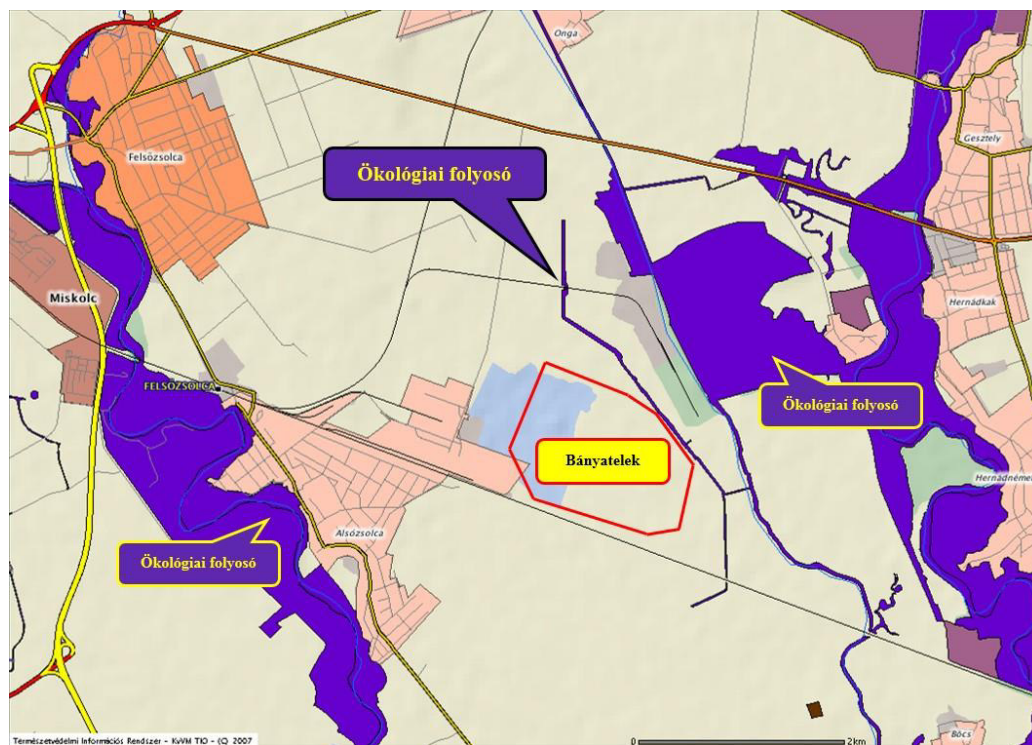 Onga
Felsőzsolca
Gesztely
Ökológiai folyosó
Miskolc
Hernádkak
FELSŐZSOLCA
Ökológiai folyosó
Bányatelek
Hernádném
Alsózsolca
Ökológiai folyosó
Bőcs
Természetvédelmi Információs Rendszer - KvVM TIO - (C) 2007
0 2km